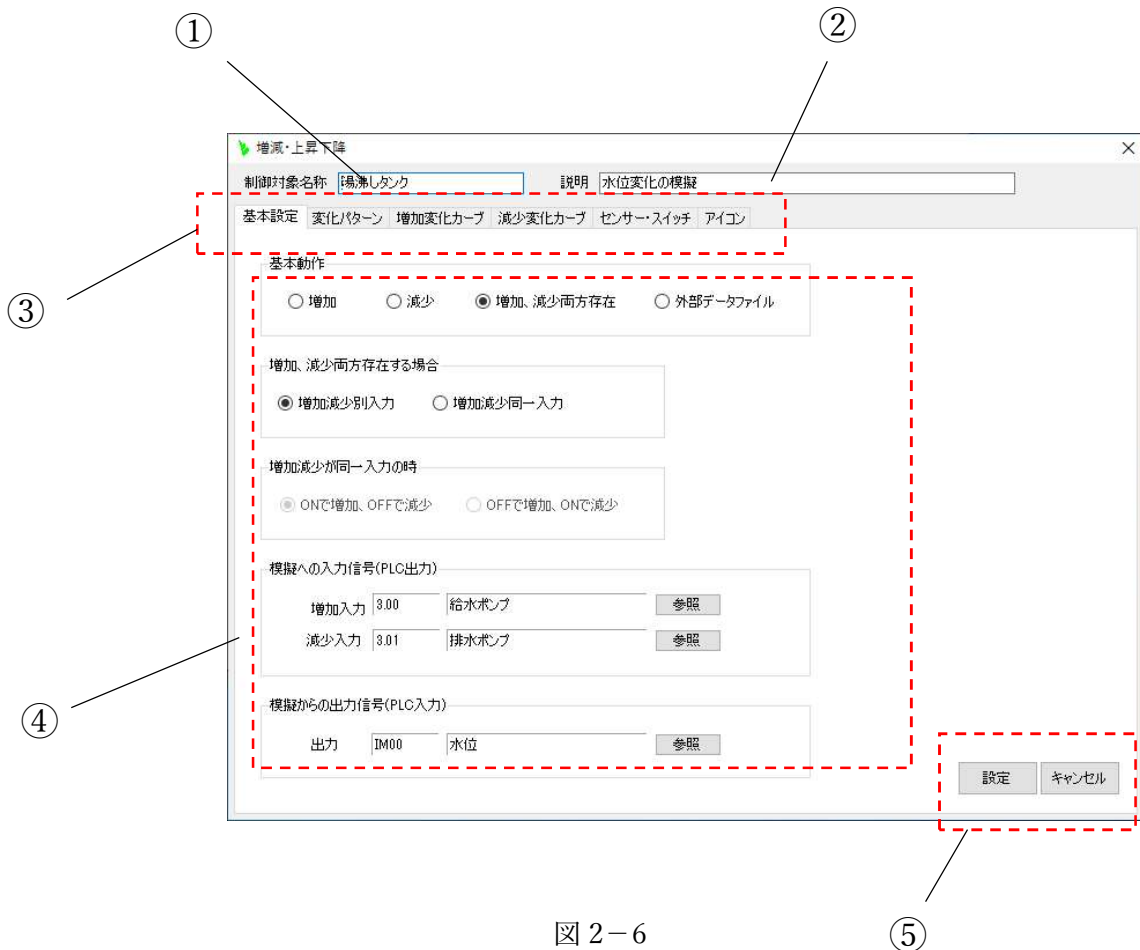 ① ②
増減・上昇下降
制御対象名称 湯沸しタンク 説明 水位変化の模擬
基本設定 変化パターン 増加変化カーブ 減少変化カーブ センサー・スイッチ アイコン
③
基本動作
増加 減少 増加、減少両方存在 外部データファイル
増加、減少両方存在する場合
増加減少別入力 増加減少同一入力
増加減少が同一入力の時
ONで増加、OFFで減少 OFFで増加、ONで減少
模擬への入力信号(PLC出力)
増加入力 3.00 給水ポンプ 参照
減少入力 3.01 排水ポンプ 参照
④
模擬からの出力信号(PLC入力)
出力 IM00 水位 参照
設定 キャンセル
図 2-6 ⑤